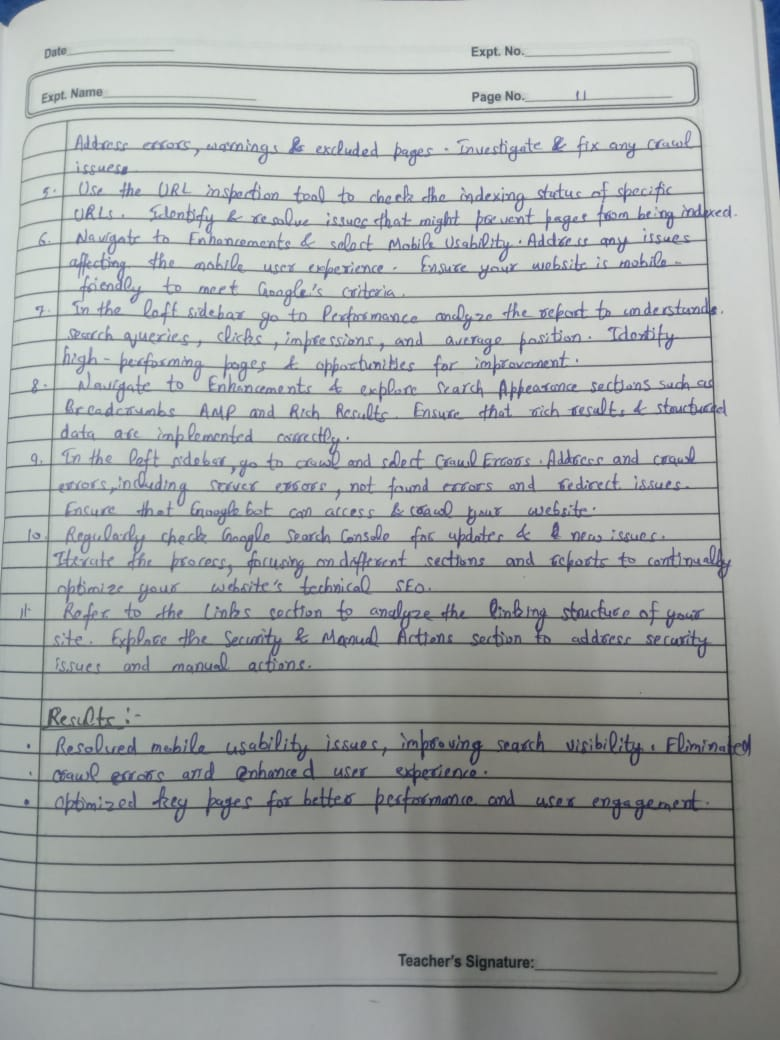 Date
Expt. No.
Expt. Name
Page No. 11
Address errors, warnings & excluded pages. Investigate & fix any crawl
issues.
5. Use the URL inspection tool to check the indexing status of specific
URLs. Identify & resolve issues that might prevent pages from being indexed.
6. Navigate to Enhancements & select Mobile Usability. Address any issues
affecting the mobile user experience. Ensure your website is mobile-
friendly to meet Google's criteria.
7. In the left sidebar go to Performance analyze the report to understands.
search queries, clicks, impressions, and average position. Identify
high-performing pages & opportunities for improvement.
8. Navigate to Enhancements & explore Search Appearance sections such as
Breadcrumbs AMP and Rich Results. Ensure that rich results & structured
data are implemented correctly.
9. In the left sidebar, go to crawl and select Crawl Errors. Address and crawl
errors, including server errors, not found errors and redirect issues.
Ensure that Googlebot can access & crawl your website.
10. Regularly check Google Search Console for updates & new issues.
Iterate the process, focusing on different sections and reports to continually
optimize your website's technical SEO.
11. Refer to the Links section to analyze the linking structure of your
site. Explore the Security & Manual Actions section to address security
issues and manual actions.
Results :-
• Resolved mobile usability issues, improving search visibility. Eliminated
• crawl errors and enhanced user experience.
• optimized key pages for better performance and user engagement.
Teacher's Signature: